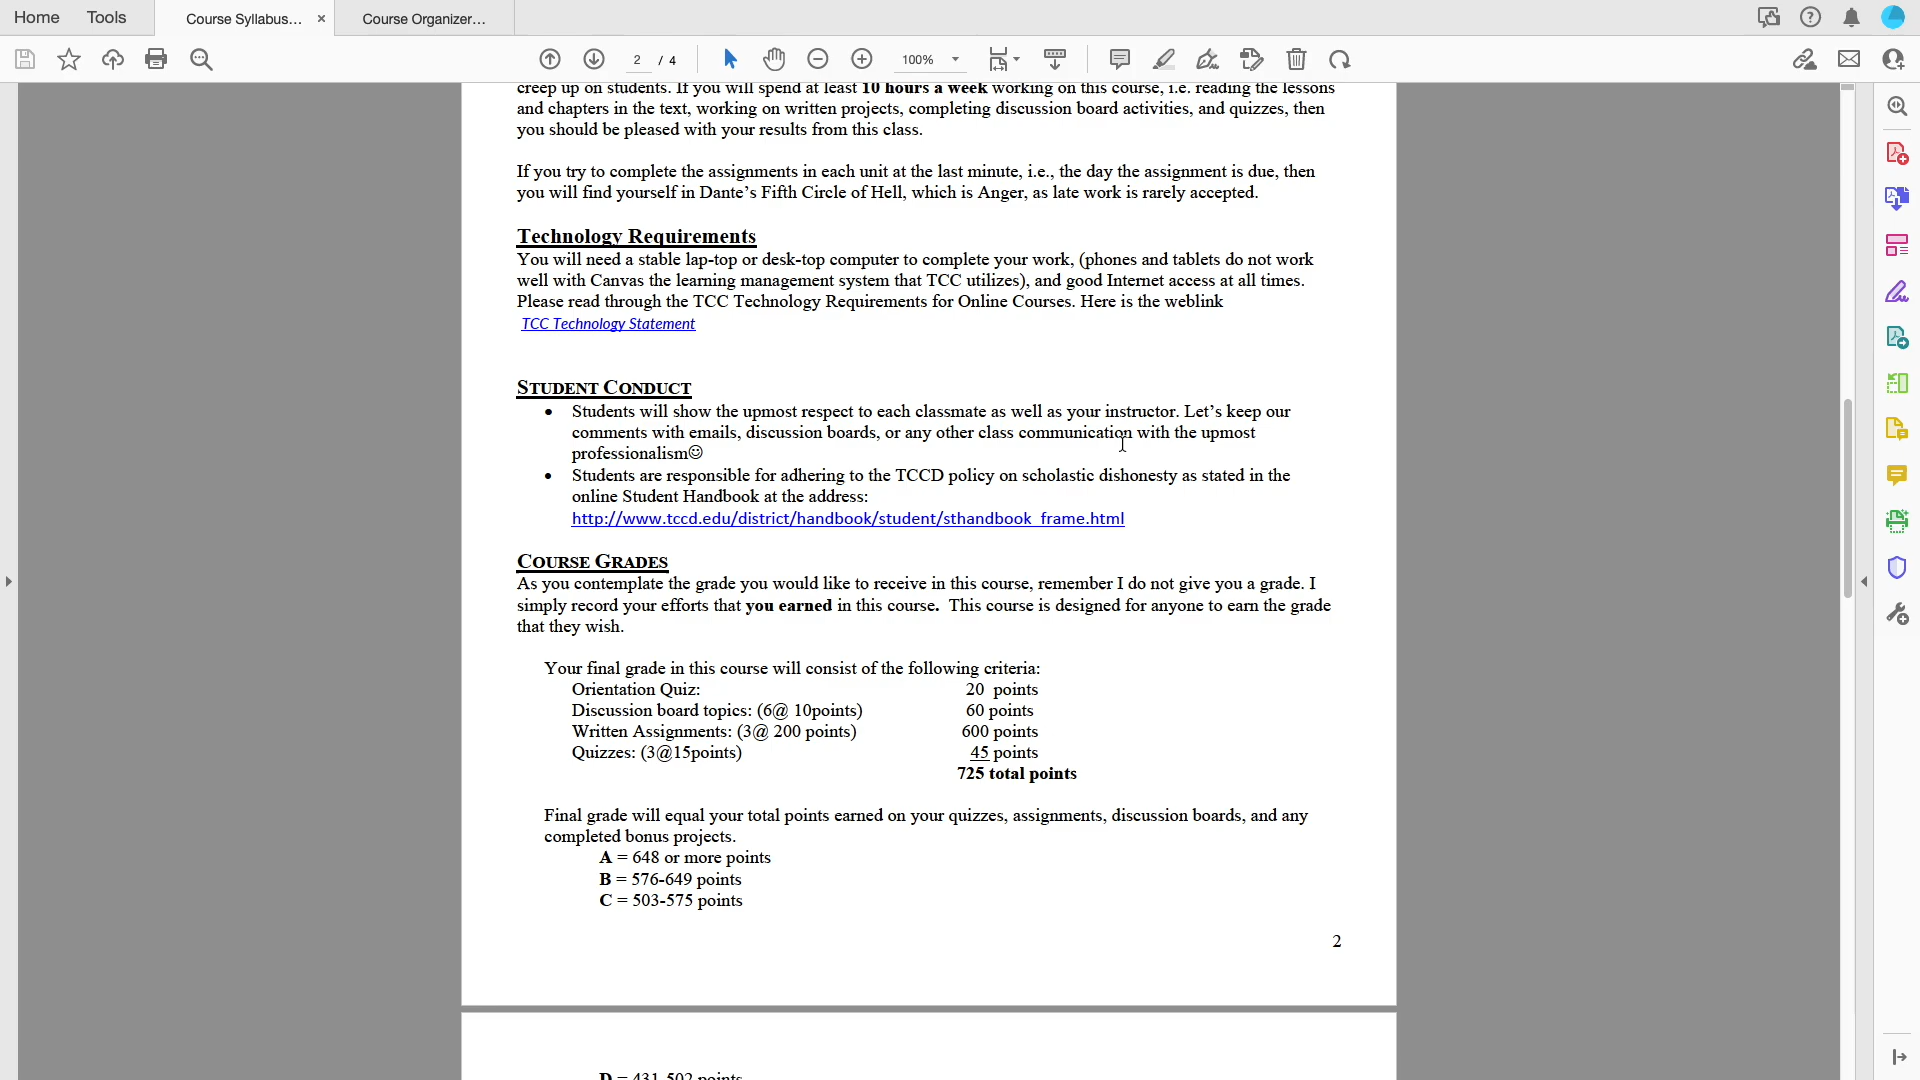 Home Tools Course Syllabus... × Course Organizer...
2 / 4 100%
creep up on students. If you will spend at least 10 hours a week working on this course, i.e. reading the lessons
and chapters in the text, working on written projects, completing discussion board activities, and quizzes, then
you should be pleased with your results from this class.
If you try to complete the assignments in each unit at the last minute, i.e., the day the assignment is due, then
you will find yourself in Dante’s Fifth Circle of Hell, which is Anger, as late work is rarely accepted.
Technology Requirements
You will need a stable lap-top or desk-top computer to complete your work, (phones and tablets do not work
well with Canvas the learning management system that TCC utilizes), and good Internet access at all times.
Please read through the TCC Technology Requirements for Online Courses. Here is the weblink
TCC Technology Statement
STUDENT CONDUCT
• Students will show the upmost respect to each classmate as well as your instructor. Let’s keep our
comments with emails, discussion boards, or any other class communication with the upmost
professionalism☺
• Students are responsible for adhering to the TCCD policy on scholastic dishonesty as stated in the
online Student Handbook at the address:
http://www.tccd.edu/district/handbook/student/sthandbook_frame.html
COURSE GRADES
As you contemplate the grade you would like to receive in this course, remember I do not give you a grade. I
simply record your efforts that you earned in this course. This course is designed for anyone to earn the grade
that they wish.
Your final grade in this course will consist of the following criteria:
Orientation Quiz: 20 points
Discussion board topics: (6@ 10points) 60 points
Written Assignments: (3@ 200 points) 600 points
Quizzes: (3@15points) 45 points
725 total points
Final grade will equal your total points earned on your quizzes, assignments, discussion boards, and any
completed bonus projects.
A = 648 or more points
B = 576-649 points
C = 503-575 points
2
D = 431-502 points